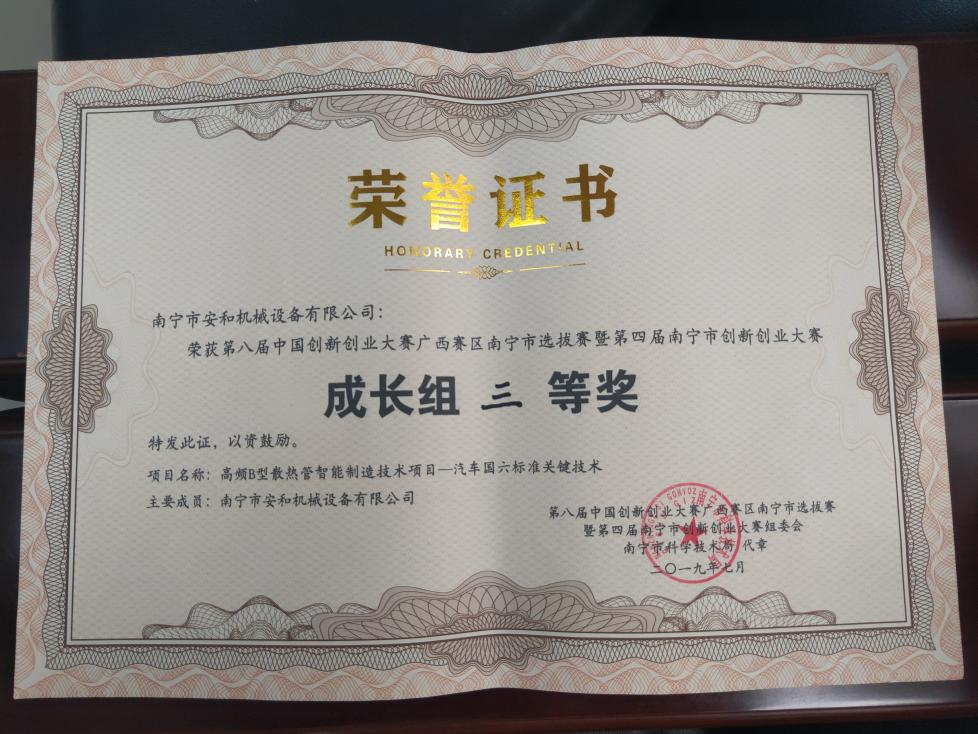 荣誉证书
HONORARY CREDENTIAL
南宁市安和机械设备有限公司：
荣获第八届中国创新创业大赛广西赛区南宁市选拔赛暨第四届南宁市创新创业大赛
成长组 三 等奖
特发此证，以资鼓励。
项目名称：高频B型散热管智能制造技术项目—汽车国六标准关键技术
主要成员：南宁市安和机械设备有限公司
第八届中国创新创业大赛广西赛区南宁市选拔赛
暨第四届南宁市创新创业大赛组委会
南宁市科学技术局 代章
二〇一九年七月